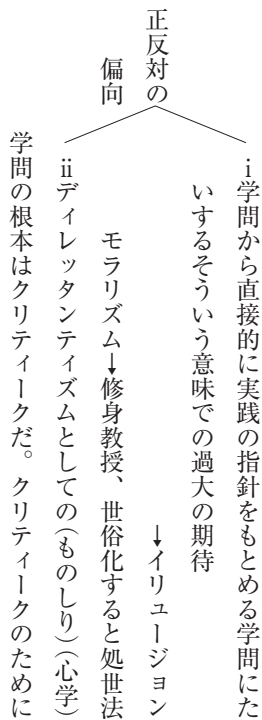 正反対の
偏向
ⅰ学問から直接的に実践の指針をもとめる学問にた
いするそういう意味での過大の期待
→イリュージョン
モラリズム→修身教授、世俗化すると処世法
ⅱディレッタンティズムとしての(ものしり)(心学)
学問の根本はクリティークだ。クリティークのために